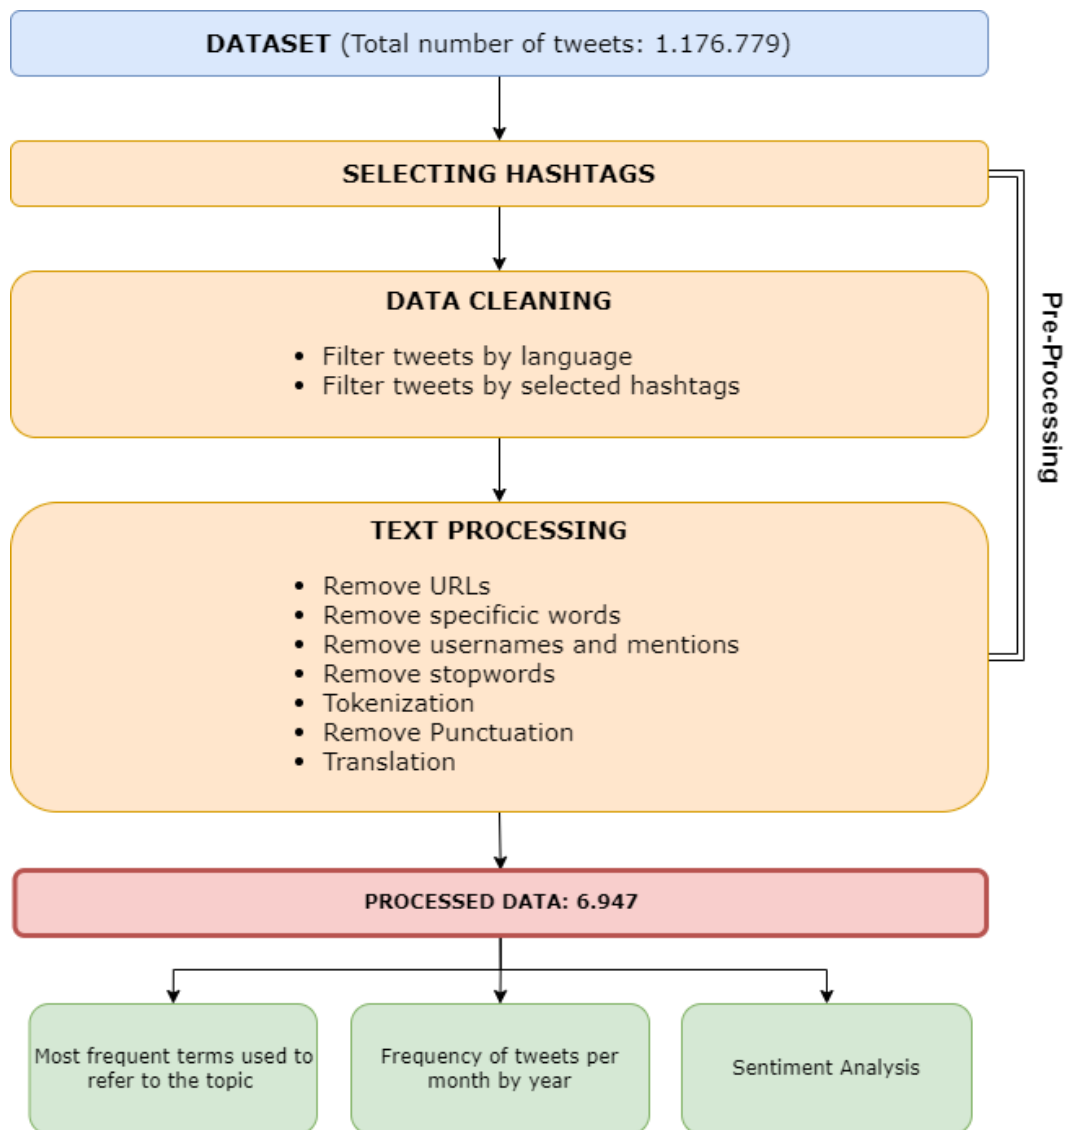 DATASET (Total number of tweets: 1.176.779)
SELECTING HASHTAGS
DATA CLEANING
• Filter tweets by language
• Filter tweets by selected hashtags
Pre-Processing
TEXT PROCESSING
• Remove URLs
• Remove specificic words
• Remove usernames and mentions
• Remove stopwords
• Tokenization
• Remove Punctuation
• Translation
PROCESSED DATA: 6.947
Most frequent terms used to
refer to the topic
Frequency of tweets per
month by year
Sentiment Analysis